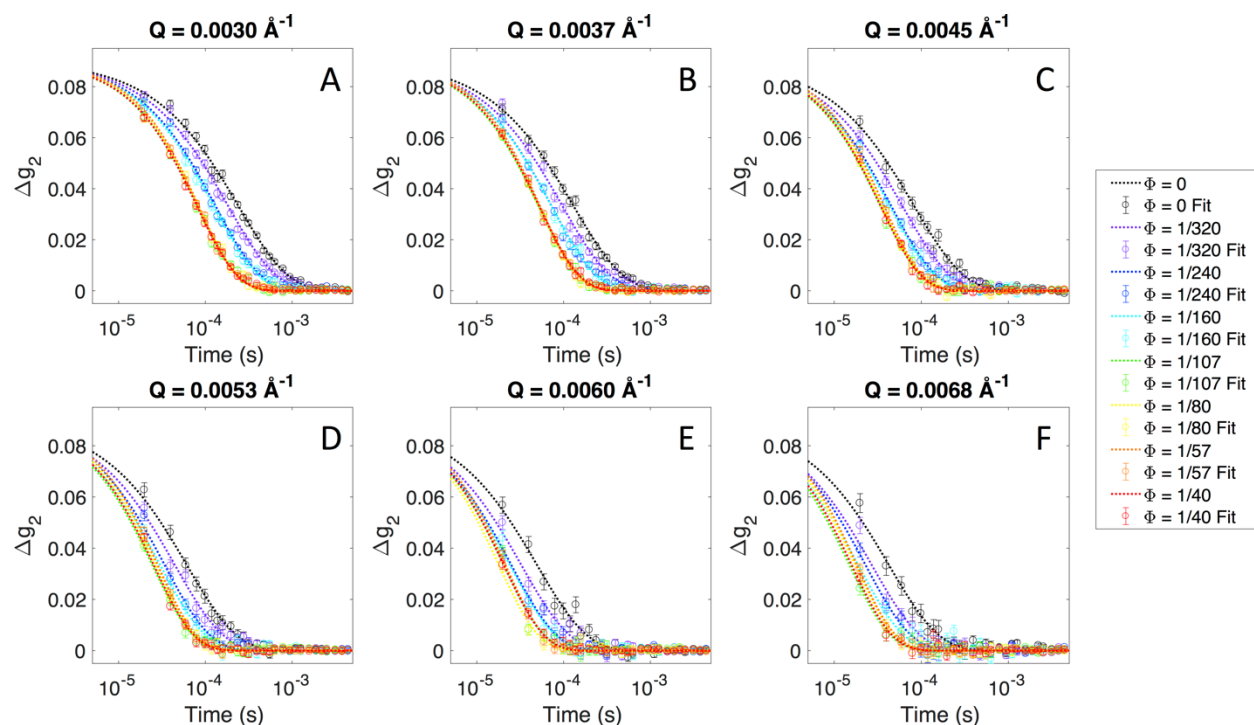 Q = 0.0030 Å⁻¹
Q = 0.0037 Å⁻¹
Q = 0.0045 Å⁻¹
A
B
C
0.08
0.06
0.04
0.02
0
Δg₂
10⁻⁵
10⁻⁴
10⁻³
Time (s)
0.08
0.06
0.04
0.02
0
Δg₂
10⁻⁵
10⁻⁴
10⁻³
Time (s)
0.08
0.06
0.04
0.02
0
Δg₂
10⁻⁵
10⁻⁴
10⁻³
Time (s)
Q = 0.0053 Å⁻¹
Q = 0.0060 Å⁻¹
Q = 0.0068 Å⁻¹
D
E
F
0.08
0.06
0.04
0.02
0
Δg₂
10⁻⁵
10⁻⁴
10⁻³
Time (s)
0.08
0.06
0.04
0.02
0
Δg₂
10⁻⁵
10⁻⁴
10⁻³
Time (s)
0.08
0.06
0.04
0.02
0
Δg₂
10⁻⁵
10⁻⁴
10⁻³
Time (s)
Φ = 0
Φ = 0 Fit
Φ = 1/320
Φ = 1/320 Fit
Φ = 1/240
Φ = 1/240 Fit
Φ = 1/160
Φ = 1/160 Fit
Φ = 1/107
Φ = 1/107 Fit
Φ = 1/80
Φ = 1/80 Fit
Φ = 1/57
Φ = 1/57 Fit
Φ = 1/40
Φ = 1/40 Fit